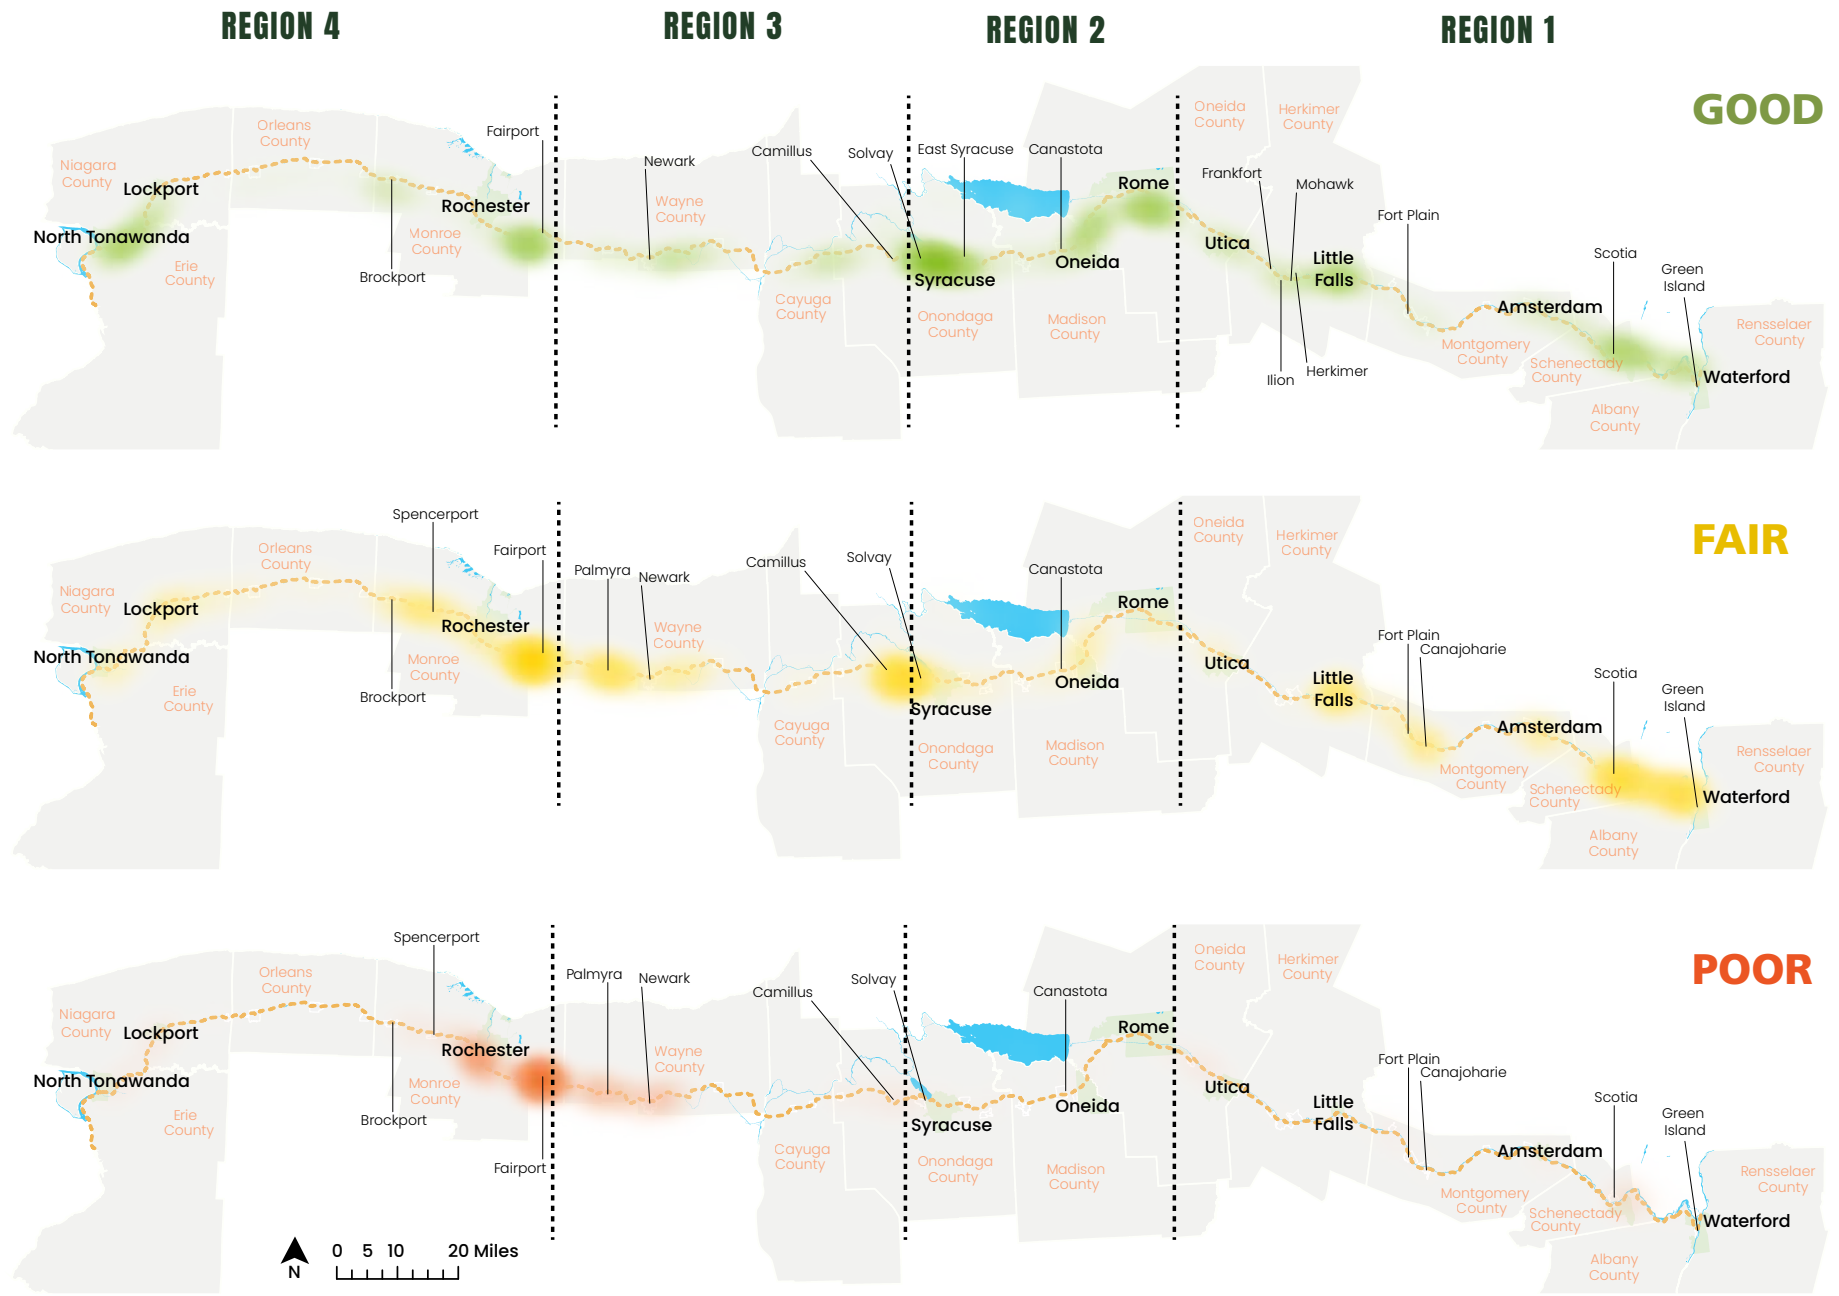 REGION 4
REGION 3
REGION 2
REGION 1
GOOD
Oneida
County
Herkimer
County
Orleans
County
Fairport
Niagara
County
Lockport
Newark
Camillus
Solvay
East Syracuse
Canastota
Rome
Frankfort
Mohawk
Rochester
Wayne
County
Fort Plain
North Tonawanda
Monroe
County
Utica
Little
Falls
Scotia
Green
Island
Erie
County
Brockport
Syracuse
Oneida
Cayuga
County
Onondaga
County
Madison
County
Amsterdam
Rensselaer
County
Montgomery
County
Schenectady
County
Ilion
Herkimer
Waterford
Albany
County
FAIR
Spencerport
Oneida
County
Herkimer
County
Orleans
County
Fairport
Palmyra
Newark
Camillus
Solvay
Canastota
Niagara
County
Lockport
Rochester
Rome
Wayne
County
Fort Plain
Canajoharie
North Tonawanda
Monroe
County
Utica
Little
Falls
Scotia
Green
Island
Erie
County
Brockport
Syracuse
Oneida
Cayuga
County
Onondaga
County
Madison
County
Amsterdam
Rensselaer
County
Montgomery
County
Schenectady
County
Waterford
Albany
County
POOR
Spencerport
Oneida
County
Herkimer
County
Orleans
County
Palmyra
Newark
Camillus
Solvay
Canastota
Niagara
County
Lockport
Rochester
Rome
Wayne
County
Fort Plain
Canajoharie
North Tonawanda
Monroe
County
Utica
Little
Falls
Scotia
Green
Island
Erie
County
Brockport
Fairport
Syracuse
Oneida
Cayuga
County
Onondaga
County
Madison
County
Amsterdam
Rensselaer
County
Montgomery
County
Schenectady
County
Waterford
Albany
County
N
0 5 10 20 Miles